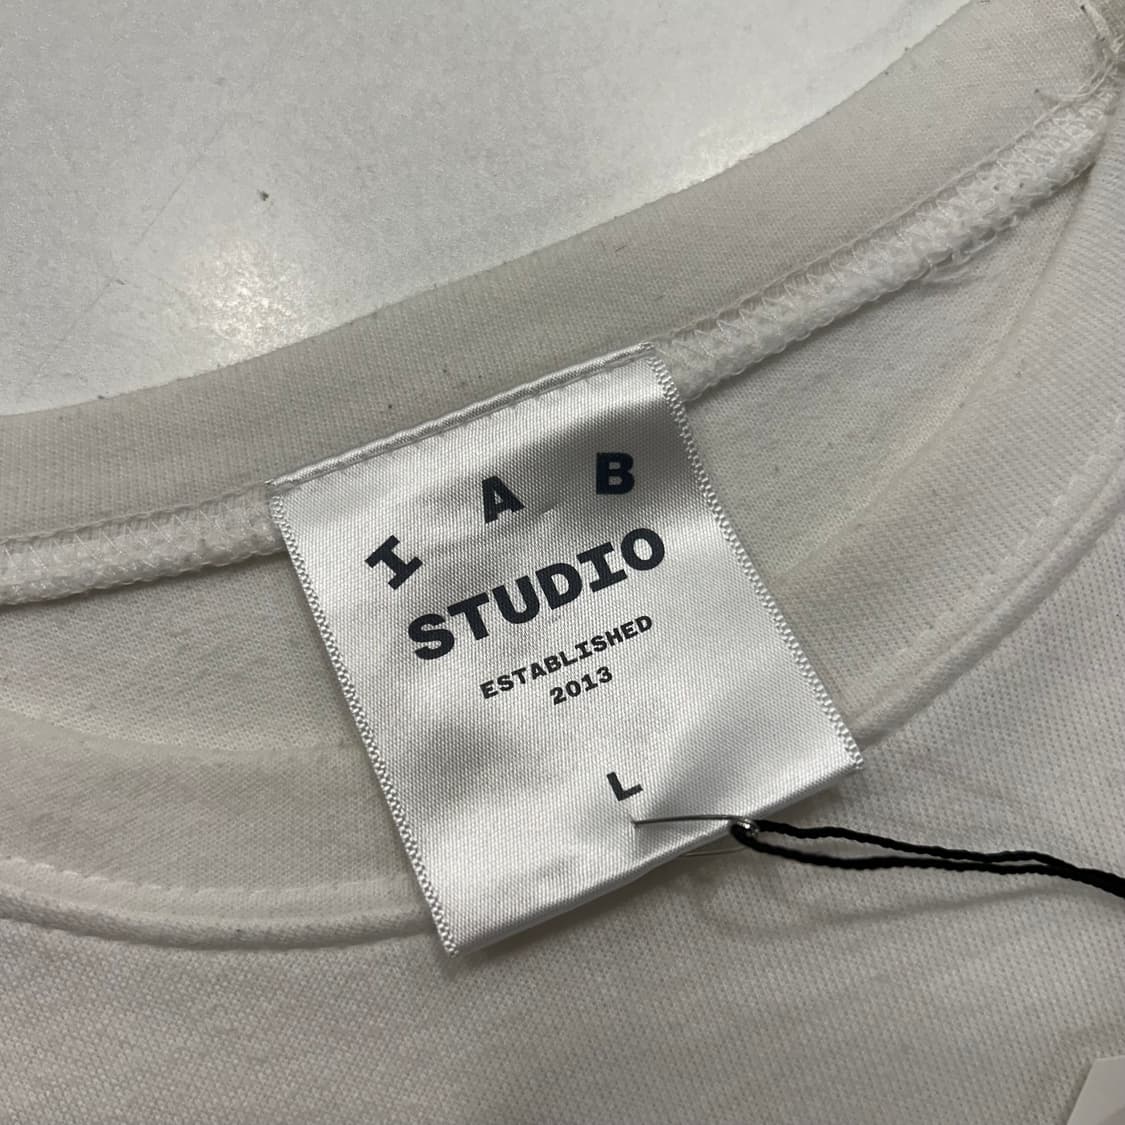 I A B
STUDIO
ESTABLISHED
2013
L